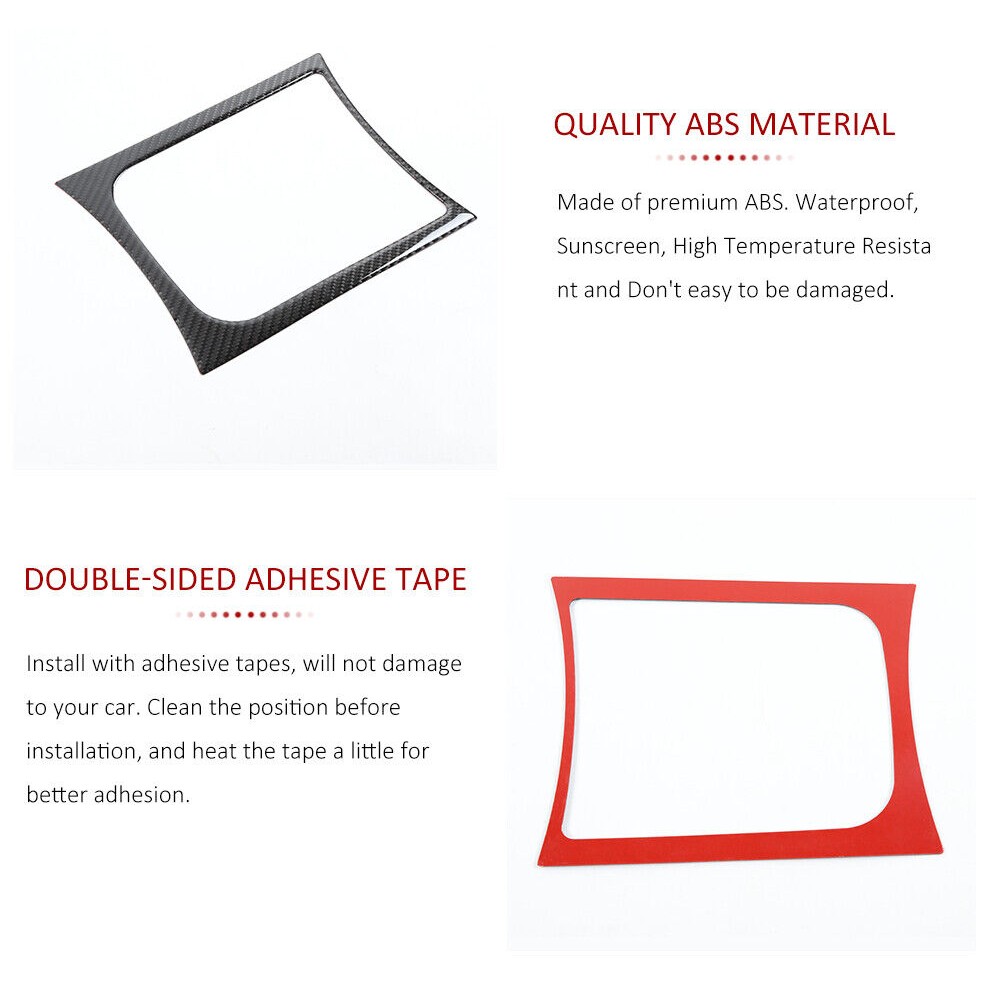 QUALITY ABS MATERIAL
Made of premium ABS. Waterproof,
Sunscreen, High Temperature Resista
nt and Don't easy to be damaged.
DOUBLE-SIDED ADHESIVE TAPE
Install with adhesive tapes, will not damage
to your car. Clean the position before
installation, and heat the tape a little for
better adhesion.